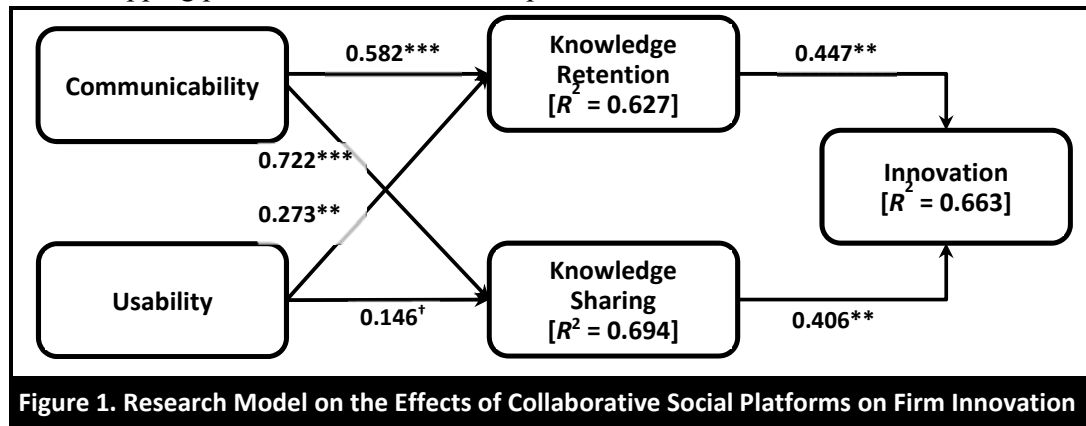 0.582***
Knowledge
Retention
[R² = 0.627]
0.447**
Communicability
0.722***
Innovation
[R² = 0.663]
0.273**
Usability
0.146†
Knowledge
Sharing
[R² = 0.694]
0.406**
Figure 1. Research Model on the Effects of Collaborative Social Platforms on Firm Innovation